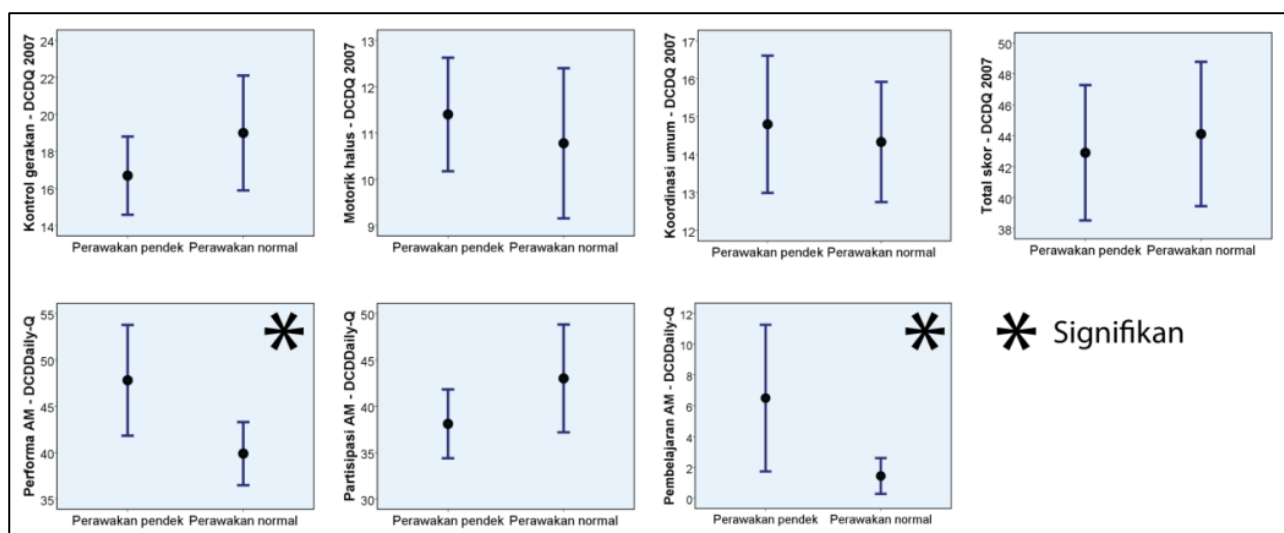 Kontrol gerakan - DCDQ 2007
24
22
20
18
16
14
Perawakan pendek Perawakan normal
Motorik halus - DCDQ 2007
13
12
11
10
9
Perawakan pendek Perawakan normal
Koordinasi umum - DCDQ 2007
17
16
15
14
13
12
Perawakan pendek Perawakan normal
Total skor - DCDQ 2007
50
48
46
44
42
40
38
Perawakan pendek Perawakan normal
Performa AM - DCDDaily-Q
55
50
45
40
35
Perawakan pendek Perawakan normal
Partisipasi AM - DCDDaily-Q
50
45
40
35
30
Perawakan pendek Perawakan normal
Pembelajaran AM - DCDDaily-Q
12
10
8
6
4
2
0
Perawakan pendek Perawakan normal
* Signifikan